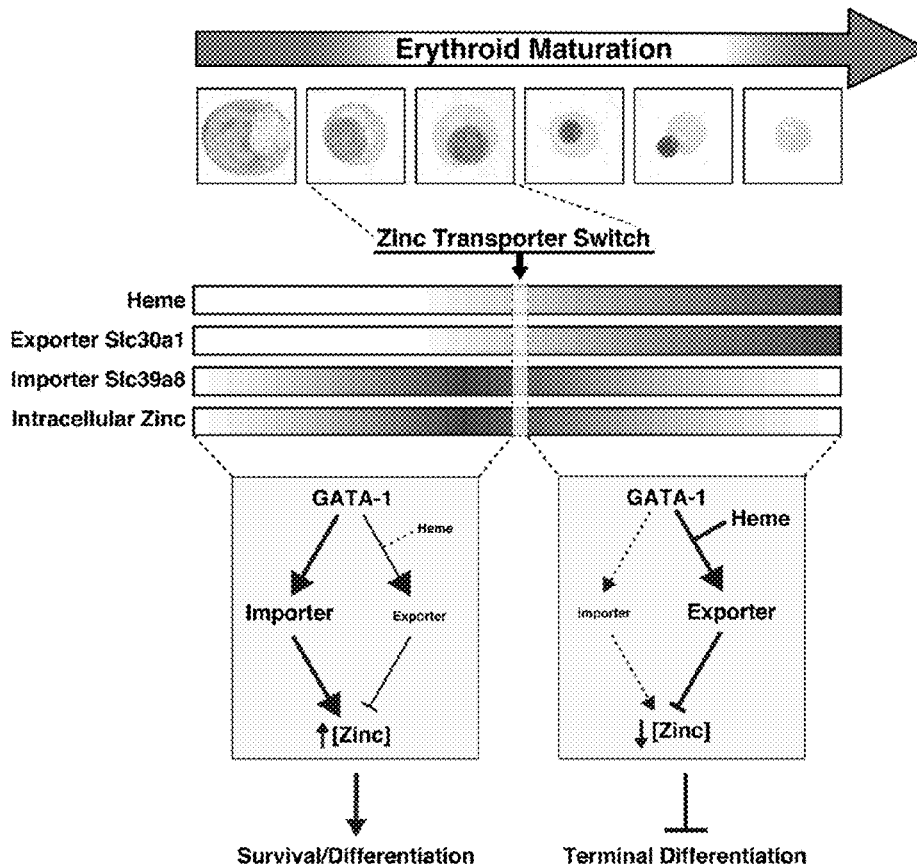 Erythroid Maturation
Zinc Transporter Switch
Heme
Exporter Slc30a1
Importer Slc39a8
Intracellular Zinc
GATA-1
Heme
Importer
Exporter
↑[Zinc]
Survival/Differentiation
GATA-1
Heme
Importer
Exporter
↓[Zinc]
Terminal Differentiation